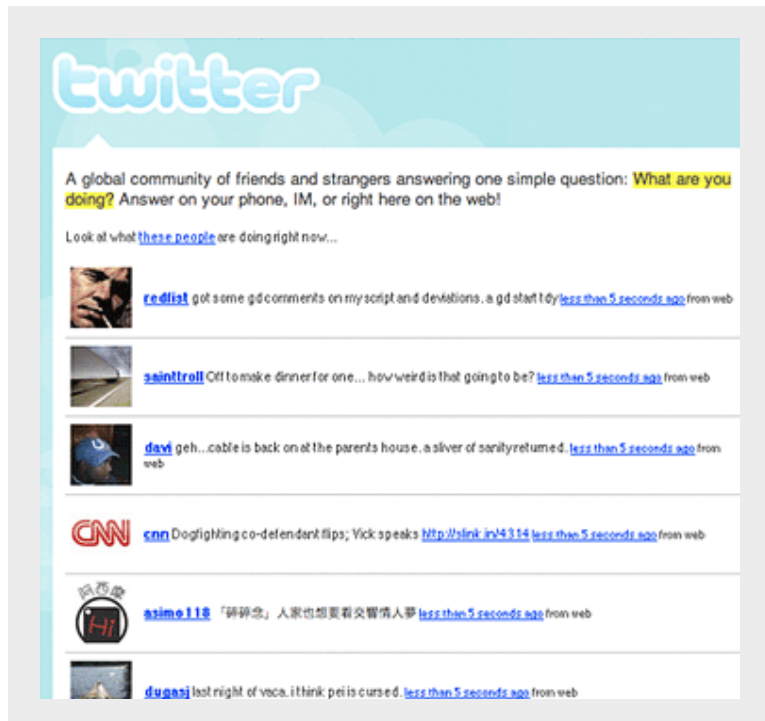 twitter
A global community of friends and strangers answering one simple question: What are you
doing? Answer on your phone, IM, or right here on the web!
Look at what these people are doing right now...
redlist got some gd comments on my script and deviations. a gd start tdy less than 5 seconds ago from web
sainttroll Off to make dinner for one... how weird is that going to be? less than 5 seconds ago from web
davi geh...cable is back on at the parents house. a sliver of sanity returned. less than 5 seconds ago from
web
CNN
cnn Dogfighting co-defendant flips; Vick speaks http://slink.in/4314 less than 5 seconds ago from web
阿西摩
Hi
asimo118 「碎碎念」人家也想要看交響情人夢 less than 5 seconds ago from web
dugasj last night of vaca. i think pei is cursed. less than 5 seconds ago from web